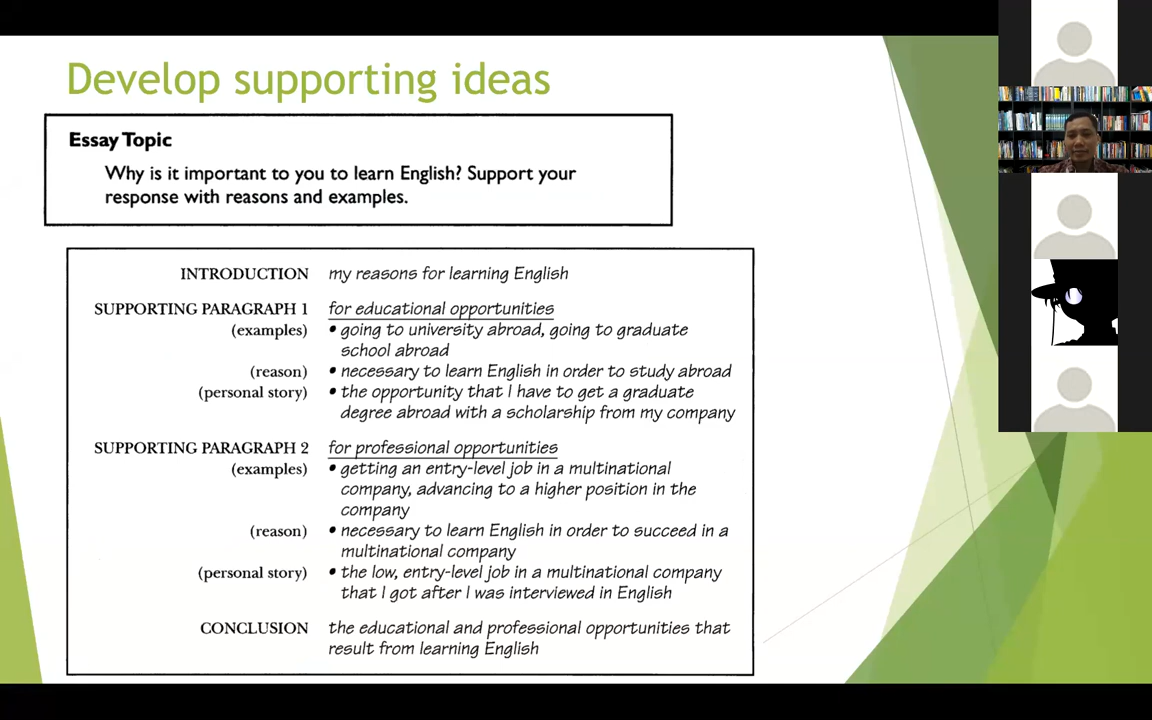 Develop supporting ideas
Essay Topic
Why is it important to you to learn English? Support your
response with reasons and examples.
INTRODUCTION my reasons for learning English
SUPPORTING PARAGRAPH 1 for educational opportunities
(examples) • going to university abroad, going to graduate
school abroad
(reason) • necessary to learn English in order to study abroad
(personal story) • the opportunity that I have to get a graduate
degree abroad with a scholarship from my company
SUPPORTING PARAGRAPH 2 for professional opportunities
(examples) • getting an entry-level job in a multinational
company, advancing to a higher position in the
company
(reason) • necessary to learn English in order to succeed in a
multinational company
(personal story) • the low, entry-level job in a multinational company
that I got after I was interviewed in English
CONCLUSION the educational and professional opportunities that
result from learning English